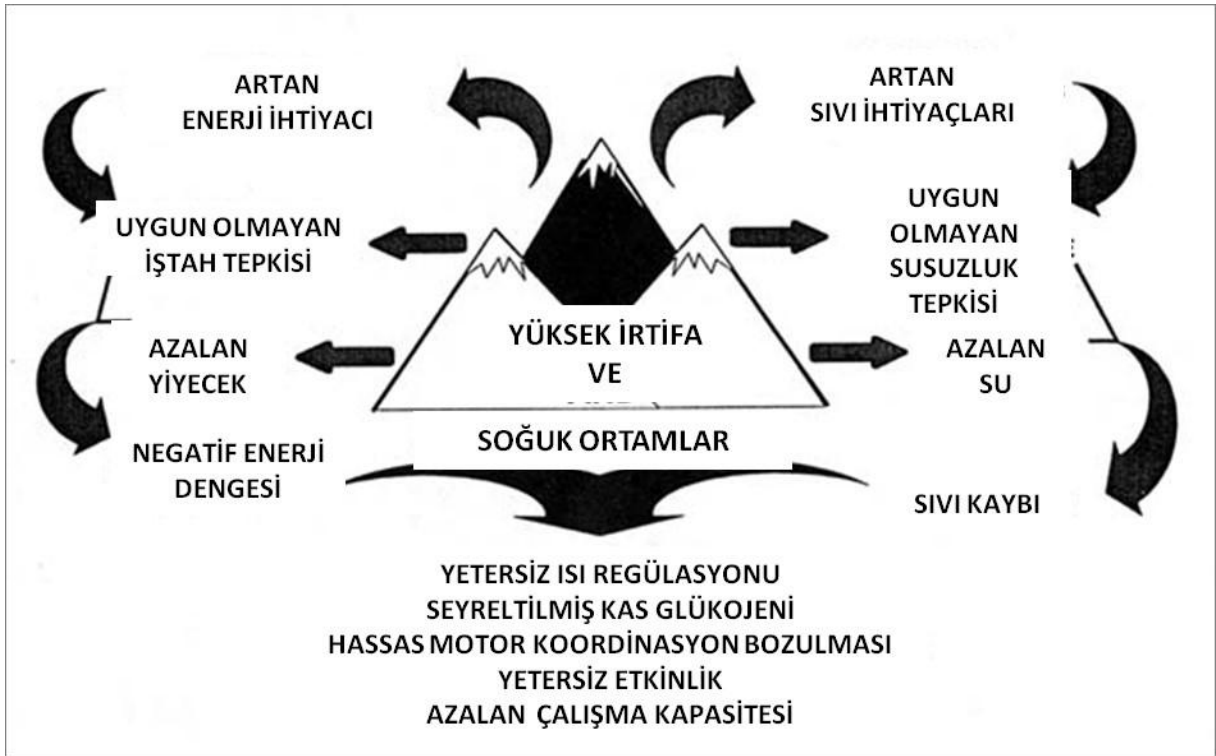 ARTAN
ENERJİ İHTİYACI
ARTAN
SIVI İHTİYAÇLARI
UYGUN OLMAYAN
İŞTAH TEPKİSİ
UYGUN
OLMAYAN
SUSUZLUK
TEPKİSİ
AZALAN
YİYECEK
YÜKSEK İRTİFA
VE
SOĞUK ORTAMLAR
AZALAN
SU
NEGATİF ENERJİ
DENGESİ
SIVI KAYBI
YETERSİZ ISI REGÜLASYONU
SEYRELTİLMİŞ KAS GLÜKOJENİ
HASSAS MOTOR KOORDİNASYON BOZULMASI
YETERSİZ ETKİNLİK
AZALAN ÇALIŞMA KAPASİTESİ